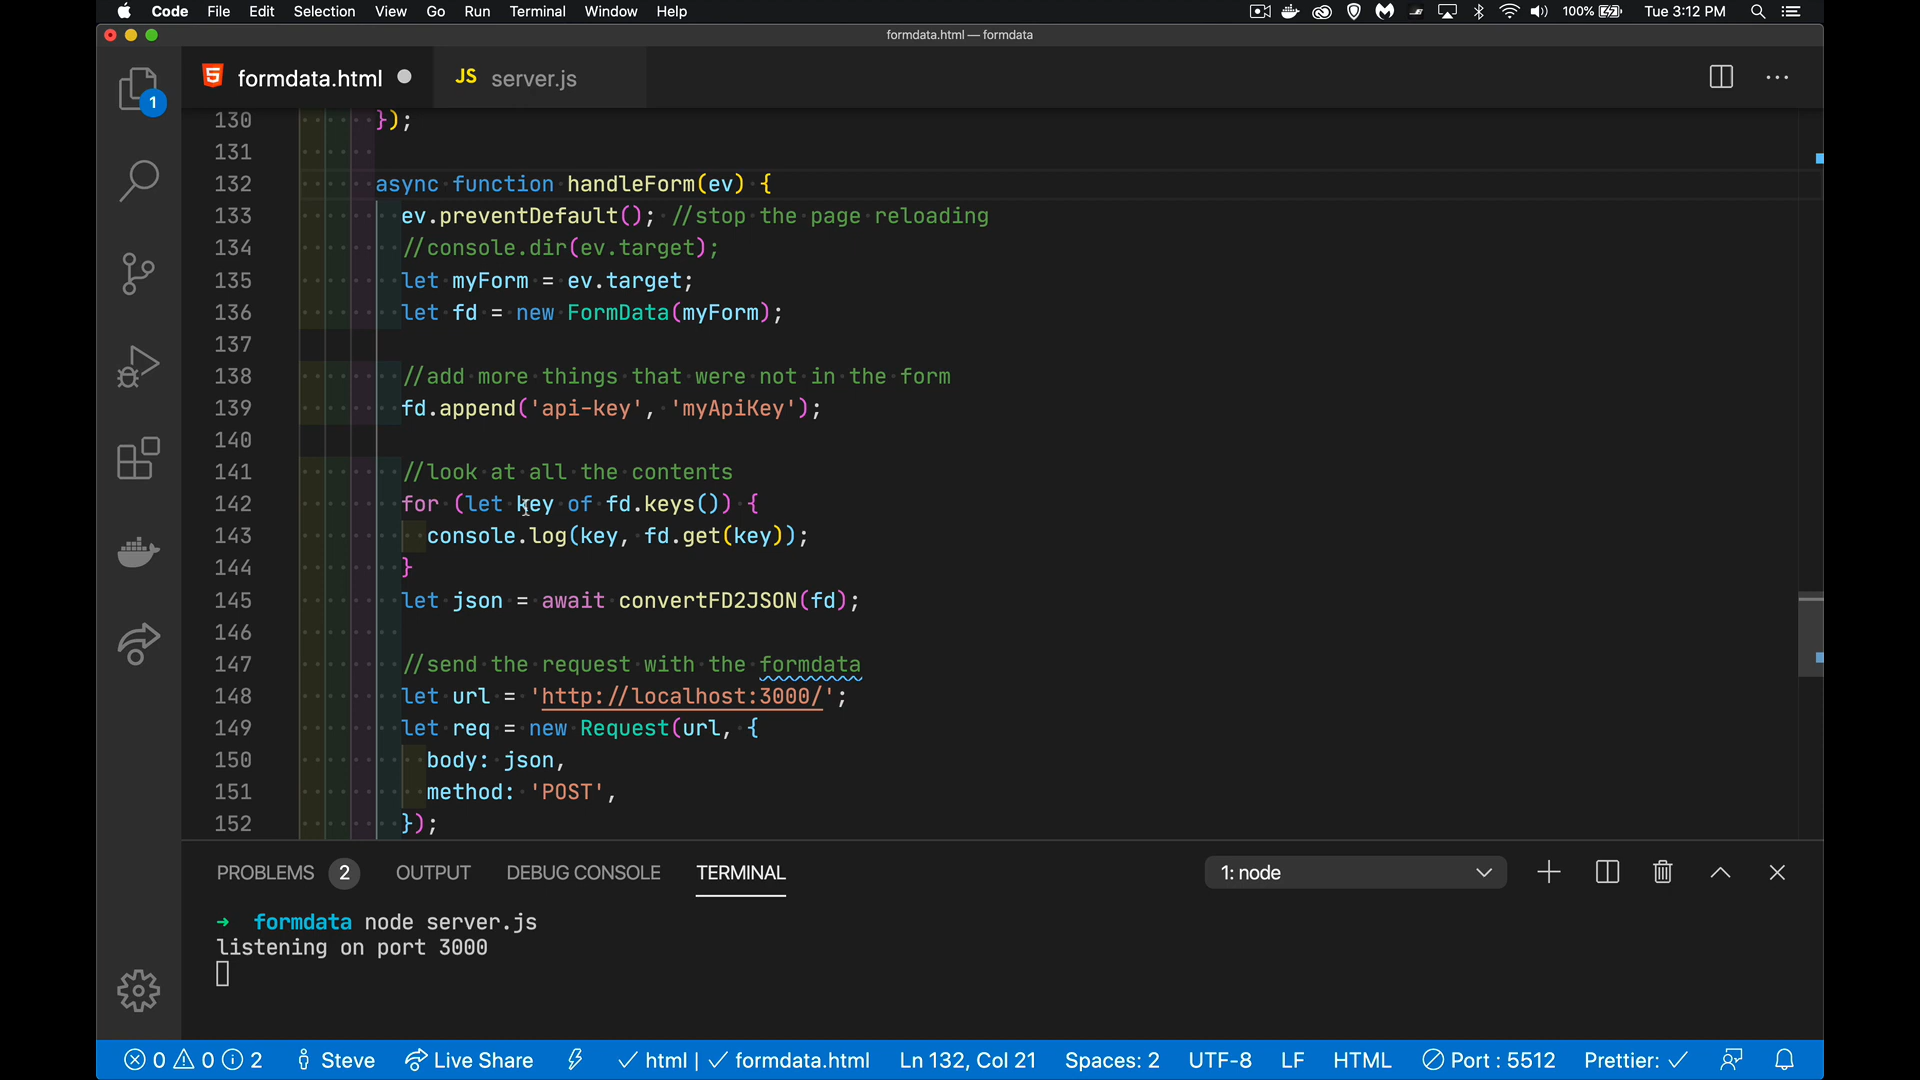 Code File Edit Selection View Go Run Terminal Window Help 100% Tue 3:12 PM
formdata.html — formdata
formdata.html JS server.js
1
130 });
131
132 async function handleForm(ev) {
133 ev.preventDefault(); //stop the page reloading
134 //console.dir(ev.target);
135 let myForm = ev.target;
136 let fd = new FormData(myForm);
137
138 //add more things that were not in the form
139 fd.append('api-key', 'myApiKey');
140
141 //look at all the contents
142 for (let key of fd.keys()) {
143 console.log(key, fd.get(key));
144 }
145 let json = await convertFD2JSON(fd);
146
147 //send the request with the formdata
148 let url = 'http://localhost:3000/';
149 let req = new Request(url, {
150 body: json,
151 method: 'POST',
152 });
PROBLEMS 2 OUTPUT DEBUG CONSOLE TERMINAL 1: node
→ formdata node server.js
listening on port 3000
0 0 2 Steve Live Share html | formdata.html Ln 132, Col 21 Spaces: 2 UTF-8 LF HTML Port : 5512 Prettier: